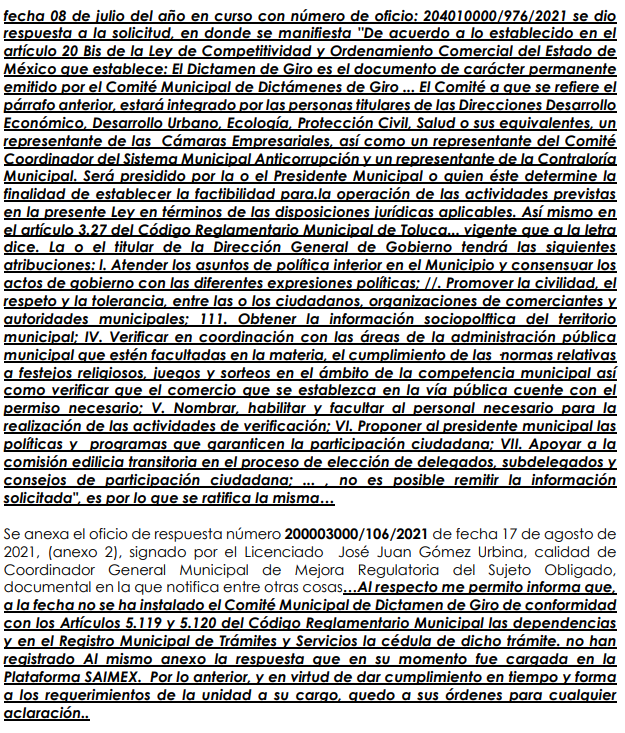 fecha 08 de julio del año en curso con número de oficio: 204010000/976/2021 se dio
respuesta a la solicitud, en donde se manifiesta "De acuerdo a lo establecido en el
artículo 20 Bis de la Ley de Competitividad y Ordenamiento Comercial del Estado de
México que establece: El Dictamen de Giro es el documento de carácter permanente
emitido por el Comité Municipal de Dictámenes de Giro ... El Comité a que se refiere el
párrafo anterior, estará integrado por las personas titulares de las Direcciones Desarrollo
Económico, Desarrollo Urbano, Ecología, Protección Civil, Salud o sus equivalentes, un
representante de las Cámaras Empresariales, así como un representante del Comité
Coordinador del Sistema Municipal Anticorrupción y un representante de la Contraloría
Municipal. Será presidido por la o el Presidente Municipal o quien éste determine la
finalidad de establecer la factibilidad para.la operación de las actividades previstas
en la presente Ley en términos de las disposiciones jurídicas aplicables. Así mismo en
el artículo 3.27 del Código Reglamentario Municipal de Toluca... vigente que a la letra
dice. La o el titular de la Dirección General de Gobierno tendrá las siguientes
atribuciones: I. Atender los asuntos de política interior en el Municipio y consensuar los
actos de gobierno con las diferentes expresiones políticas; //. Promover la civilidad, el
respeto y la tolerancia, entre las o los ciudadanos, organizaciones de comerciantes y
autoridades municipales; 111. Obtener la información sociopolftica del territorio
municipal; IV. Verificar en coordinación con las áreas de la administración pública
municipal que estén facultadas en la materia, el cumplimiento de las ·normas relativas
a festejos religiosos, juegos y sorteos en el ámbito de la competencia municipal así
como verificar que el comercio que se establezca en la vía pública cuente con el
permiso necesario; V. Nombrar, habilitar y facultar al personal necesario para la
realización de las actividades de verificación; VI. Proponer al presidente municipal las
políticas y programas que garanticen la participación ciudadana; VII. Apoyar a la
comisión edilicia transitoria en el proceso de elección de delegados, subdelegados y
consejos de participación ciudadana; ... , no es posible remitir la información
solicitada", es por lo que se ratifica la misma…
Se anexa el oficio de respuesta número 200003000/106/2021 de fecha 17 de agosto de
2021, (anexo 2), signado por el Licenciado José Juan Gómez Urbina, calidad de
Coordinador General Municipal de Mejora Regulatoria del Sujeto Obligado,
documental en la que notifica entre otras cosas…Al respecto me permito informa que,
a la fecha no se ha instalado el Comité Municipal de Dictamen de Giro de conformidad
con los Artículos 5.119 y 5.120 del Código Reglamentario Municipal las dependencias
y en el Registro Municipal de Trámites y Servicios la cédula de dicho trámite. no han
registrado Al mismo anexo la respuesta que en su momento fue cargada en la
Plataforma SAIMEX. Por lo anterior, y en virtud de dar cumplimiento en tiempo y forma
a los requerimientos de la unidad a su cargo, quedo a sus órdenes para cualquier
aclaración..